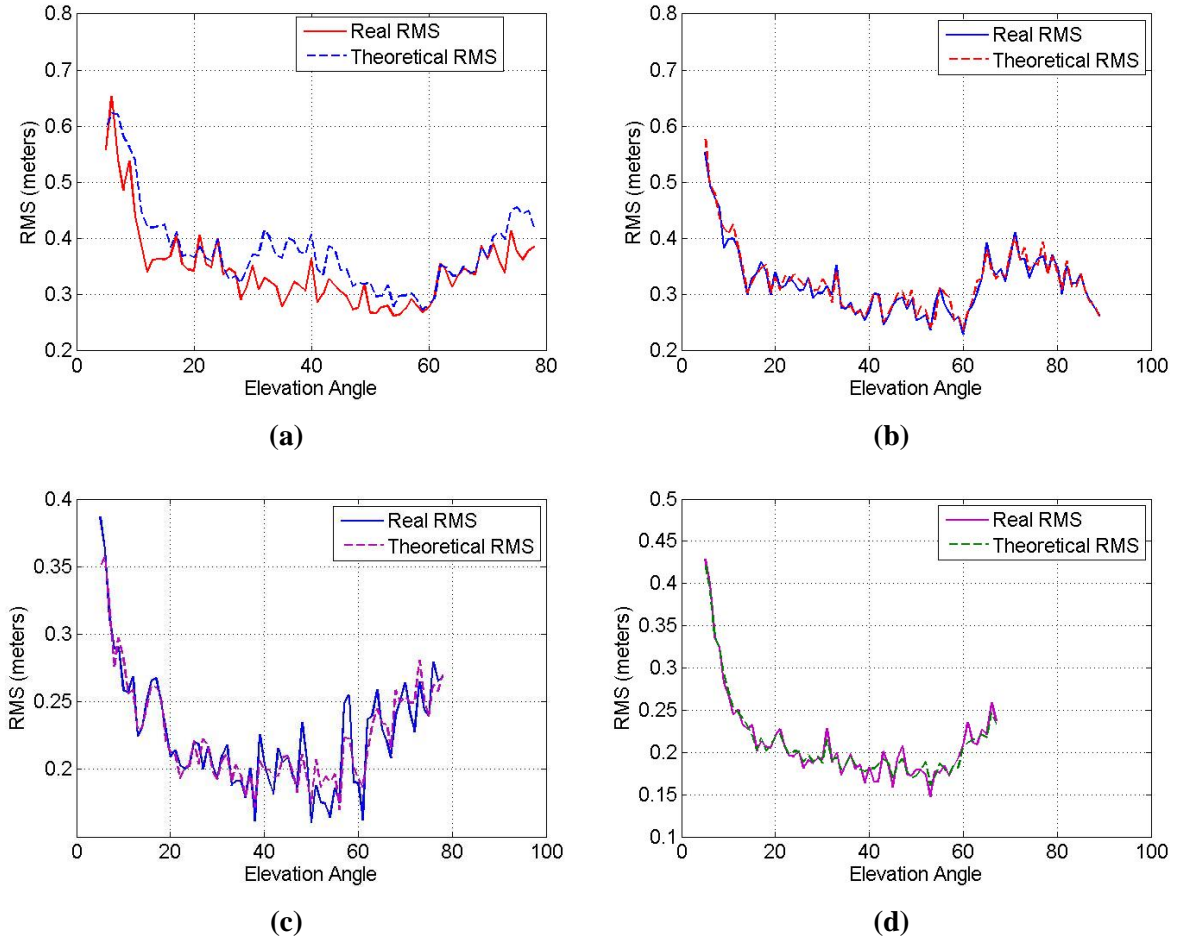 0.8
0.7
0.6
0.5
0.4
0.3
0.2
RMS (meters)
0 20 40 60 80
Elevation Angle
Real RMS
Theoretical RMS
(a)
0.8
0.7
0.6
0.5
0.4
0.3
0.2
RMS (meters)
0 20 40 60 80 100
Elevation Angle
Real RMS
Theoretical RMS
(b)
0.4
0.35
0.3
0.25
0.2
RMS (meters)
0 20 40 60 80 100
Elevation Angle
Real RMS
Theoretical RMS
(c)
0.5
0.45
0.4
0.35
0.3
0.25
0.2
0.15
0.1
RMS (meters)
0 20 40 60 80 100
Elevation Angle
Real RMS
Theoretical RMS
(d)